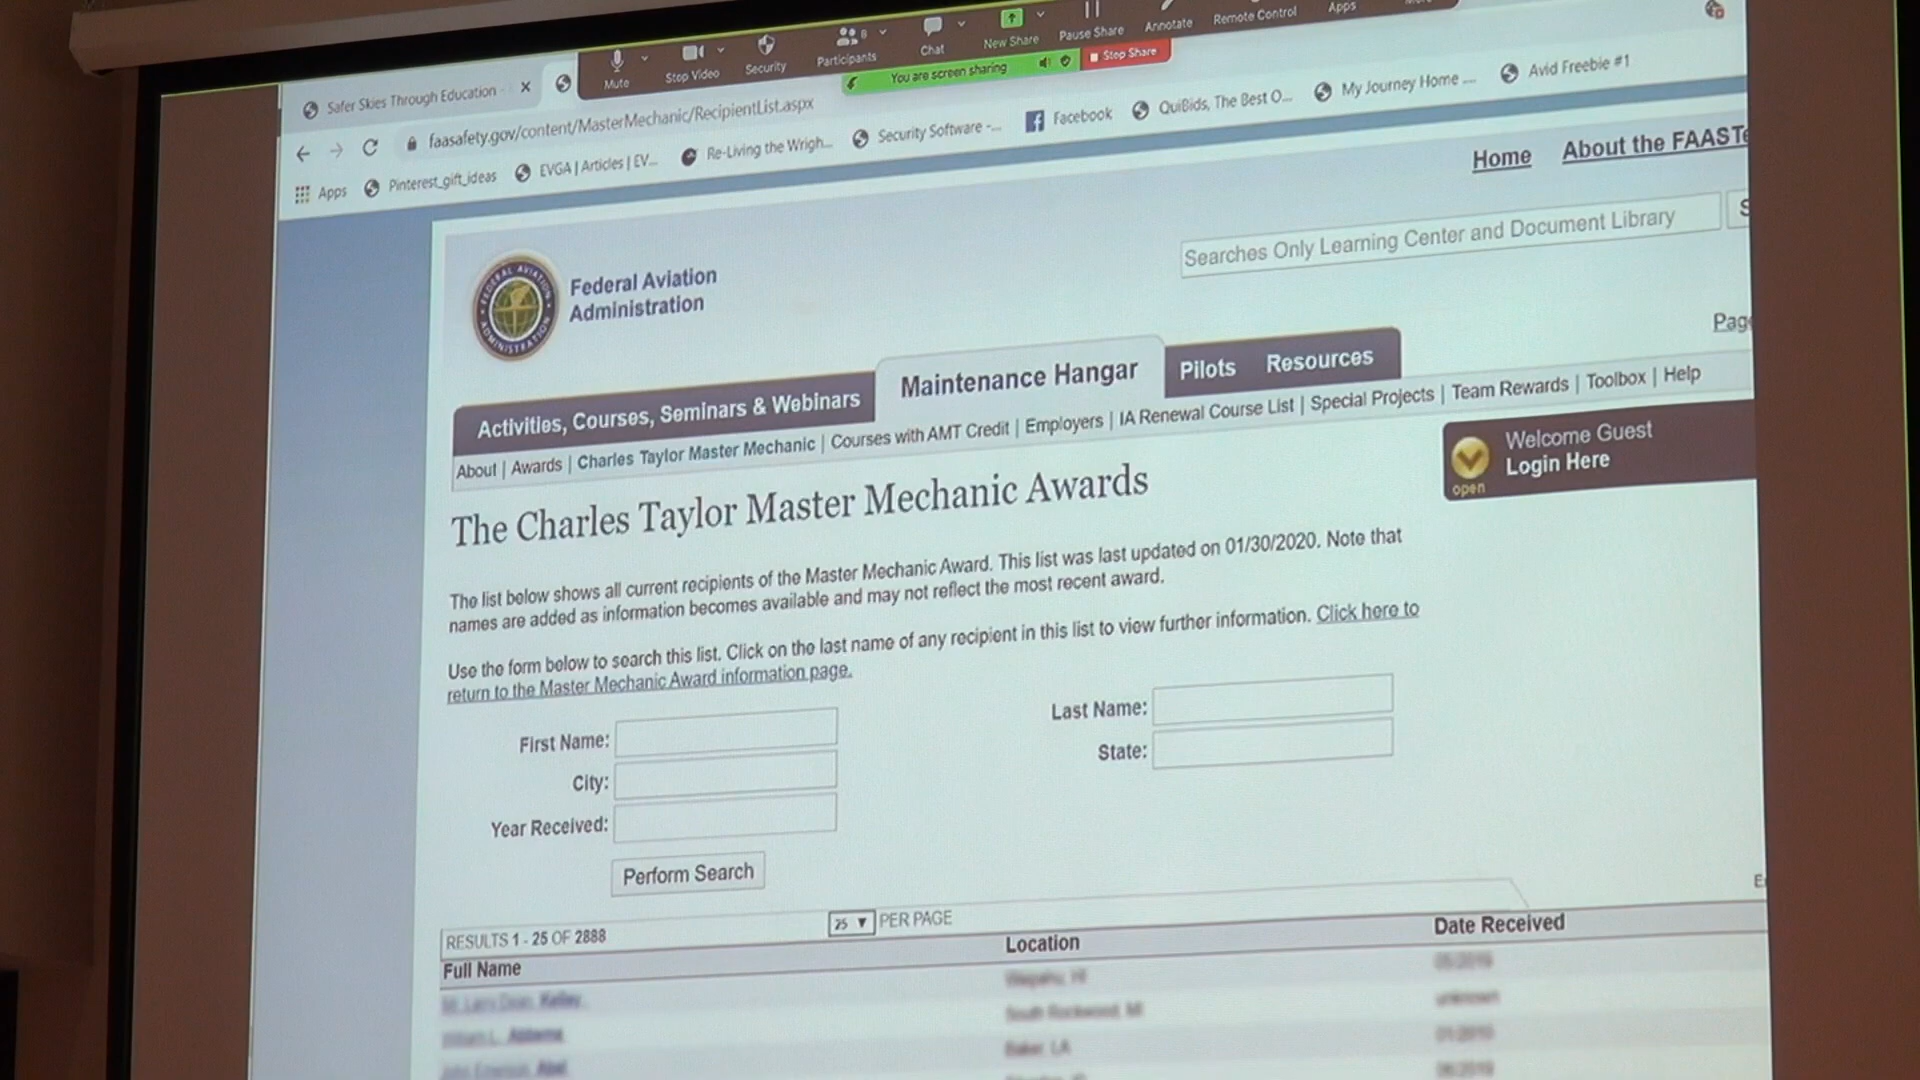 Mute
Stop Video
Security
Participants
8
Chat
New Share
Pause Share
Annotate
Remote Control
Apps
You are screen sharing
Stop Share
Safer Skies Through Education -
faasafety.gov/content/MasterMechanic/RecipientList.aspx
Apps
Pinterest_gift_ideas
EVGA | Articles | EV...
Re-Living the Wrigh...
Security Software -...
Facebook
QuiBids, The Best O...
My Journey Home ....
Avid Freebie #1
Home
About the FAASTe
Searches Only Learning Center and Document Library
S
FEDERAL AVIATION
ADMINISTRATION
Federal Aviation
Administration
Pag
Activities, Courses, Seminars & Webinars
Maintenance Hangar
Pilots
Resources
About | Awards | Charles Taylor Master Mechanic | Courses with AMT Credit | Employers | IA Renewal Course List | Special Projects | Team Rewards | Toolbox | Help
Welcome Guest
Login Here
open
The Charles Taylor Master Mechanic Awards
The list below shows all current recipients of the Master Mechanic Award. This list was last updated on 01/30/2020. Note that
names are added as information becomes available and may not reflect the most recent award.
Use the form below to search this list. Click on the last name of any recipient in this list to view further information. Click here to
return to the Master Mechanic Award information page.
First Name:
Last Name:
City:
State:
Year Received:
Perform Search
RESULTS 1 - 25 OF 2888
25 PER PAGE
Full Name
Location
Date Received